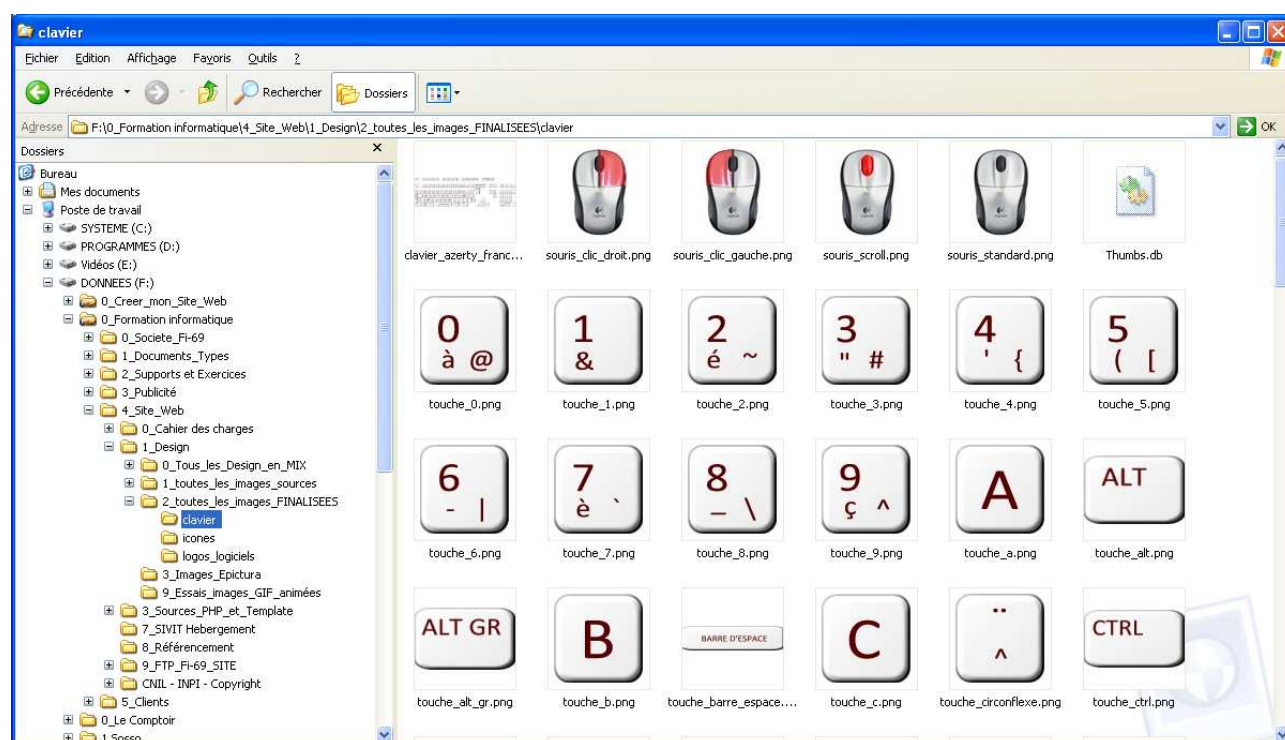 clavier
Fichier Edition Affichage Favoris Outils ?
Précédente Rechercher Dossiers
Adresse F:\0_Formation informatique\4_Site_Web\1_Design\2_toutes_les_images_FINALISEES\clavier OK
Dossiers
Bureau
Mes documents
Poste de travail
SYSTEME (C:)
PROGRAMMES (D:)
Vidéos (E:)
DONNEES (F:)
0_Creer_mon_Site_Web
0_Formation informatique
0_Societe_Fi-69
1_Documents_Types
2_Supports et Exercices
3_Publicité
4_Site_Web
0_Cahier des charges
1_Design
0_Tous_les_Design_en_MIX
1_toutes_les_images_sources
2_toutes_les_images_FINALISEES
clavier
icones
logos_logiciels
3_Images_Epictura
9_Essais_images_GIF_animées
3_Sources_PHP_et_Template
7_SIVIT Hebergement
8_Référencement
9_FTP_Fi-69_SITE
CNIL - INPI - Copyright
5_Clients
0_Le Comptoir
1 Sosso
clavier_azerty_franc... souris_clic_droit.png souris_clic_gauche.png souris_scroll.png souris_standard.png Thumbs.db
0 1 2 3 4 5
à @ & é ~ " # ' { ( [
touche_0.png touche_1.png touche_2.png touche_3.png touche_4.png touche_5.png
6 7 8 9 A ALT
- | è ` _ \ ç ^
touche_6.png touche_7.png touche_8.png touche_9.png touche_a.png touche_alt.png
ALT GR B BARRE D'ESPACE C ¨ ^ CTRL
touche_alt_gr.png touche_b.png touche_barre_espace.... touche_c.png touche_circonflexe.png touche_ctrl.png